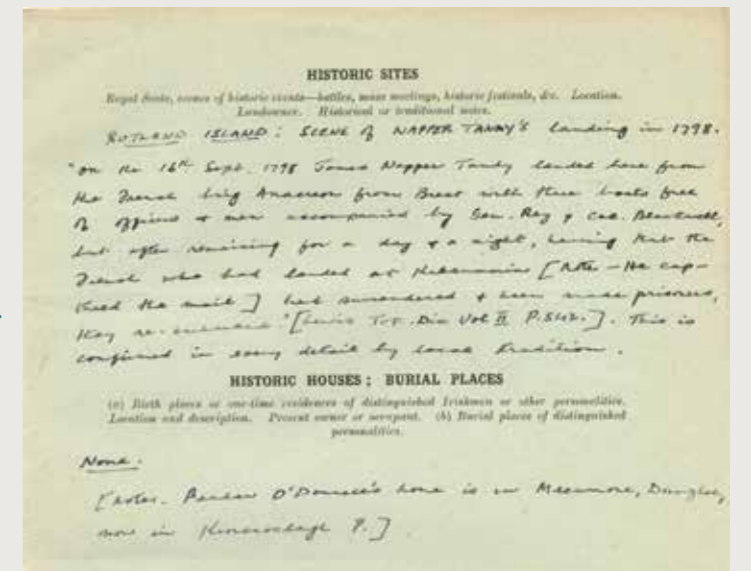 HISTORIC SITES
Royal Seats, scenes of historic events—battles, mass meetings, historic festivals, &c. Location.
Landowner. Historical or traditional notes.
RUTLAND ISLAND: SCENE of NAPPER TANDY'S landing in 1798.
"On the 16th Sept. 1798 James Napper Tandy landed here from
the French brig Anacreon from Brest with three boats full
of officers & men accompanied by Gen. Rey & Col. Blackwell,
but after remaining for a day & a night, hearing that the
French who had landed at [Note – He cap-
tured the mail] had surrendered & been made prisoners,
they re-embarked" [Lewis Top. Dic Vol II P.542.]. This is
confirmed in every detail by local tradition.
HISTORIC HOUSES; BURIAL PLACES
(a) Birth places or one-time residences of distinguished Irishmen or other personalities.
Location and description. Present owner or occupant. (b) Burial places of distinguished
personalities.
None.
[Notes. Peadar O'Donnell's home is in Meenmore, Dungloe,
now in ?.]